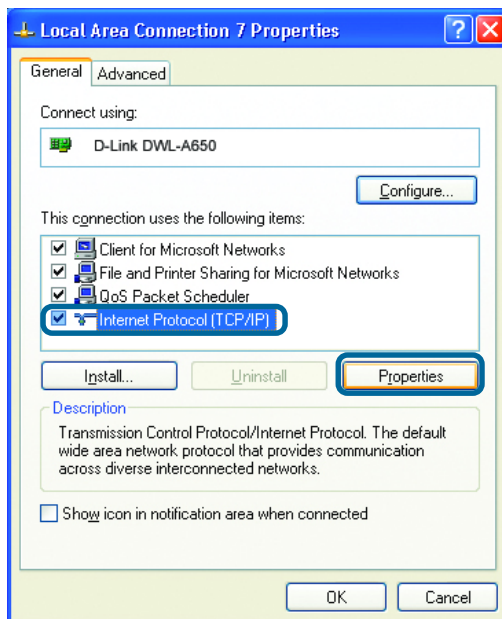 Local Area Connection 7 Properties
General Advanced
Connect using:
D-Link DWL-A650
Configure...
This connection uses the following items:
Client for Microsoft Networks
File and Printer Sharing for Microsoft Networks
QoS Packet Scheduler
Internet Protocol (TCP/IP)
Install... Uninstall Properties
Description
Transmission Control Protocol/Internet Protocol. The default
wide area network protocol that provides communication
across diverse interconnected networks.
Show icon in notification area when connected
OK Cancel